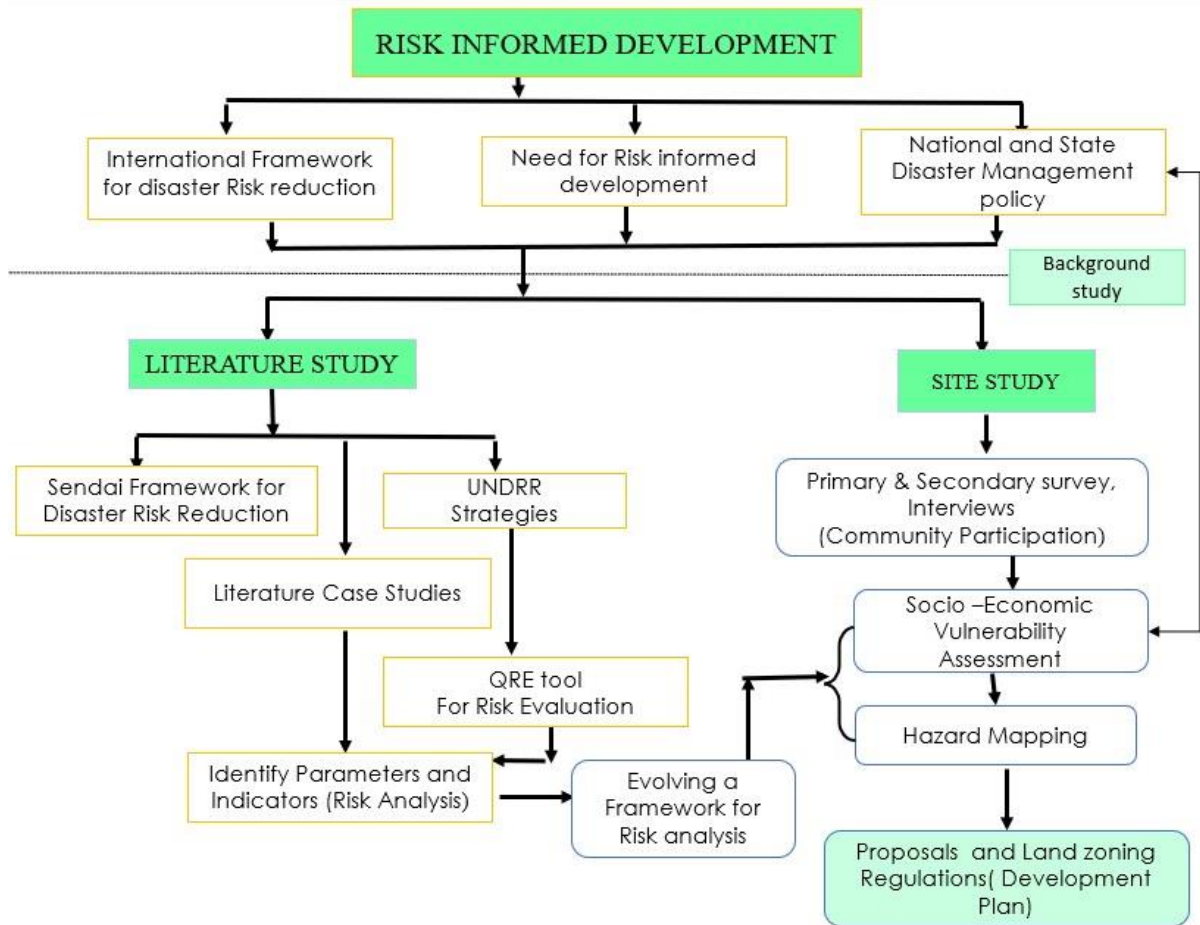 RISK INFORMED DEVELOPMENT
International Framework
for disaster Risk reduction
Need for Risk informed
development
National and State
Disaster Management
policy
Background
study
LITERATURE STUDY
SITE STUDY
Sendai Framework for
Disaster Risk Reduction
UNDRR
Strategies
Primary & Secondary survey,
Interviews
(Community Participation)
Literature Case Studies
Socio –Economic
Vulnerability
Assessment
QRE tool
For Risk Evaluation
Hazard Mapping
Identify Parameters and
Indicators (Risk Analysis)
Evolving a
Framework for
Risk analysis
Proposals and Land zoning
Regulations( Development
Plan)